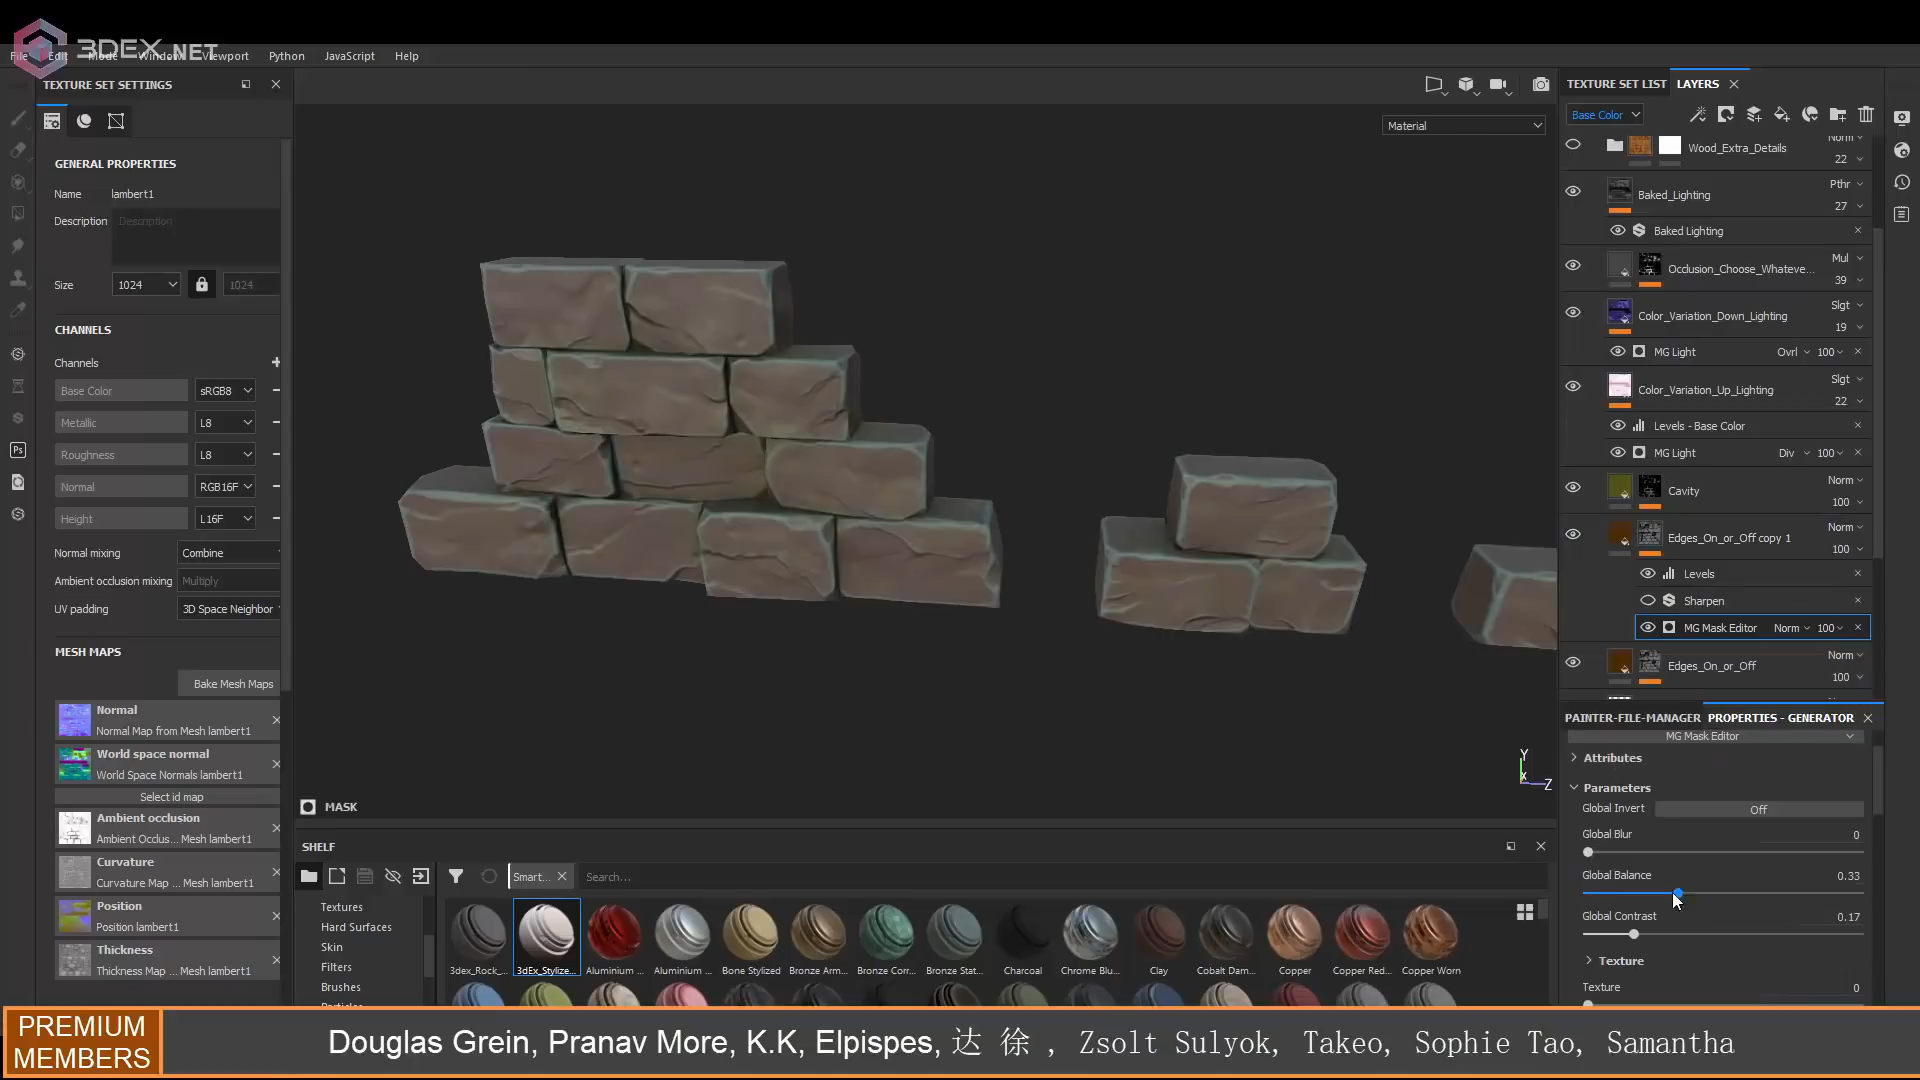 3DEX.NET
File Edit Mode Window Viewport Python JavaScript Help
TEXTURE SET SETTINGS
GENERAL PROPERTIES
Name lambert1
Description Description
Size 1024 1024
CHANNELS
Channels
Base Color sRGB8
Metallic L8
Roughness L8
Normal RGB16F
Height L16F
Normal mixing Combine
Ambient occlusion mixing Multiply
UV padding 3D Space Neighbor
MESH MAPS
Bake Mesh Maps
Normal
Normal Map from Mesh lambert1
World space normal
World Space Normals lambert1
Select id map
Ambient occlusion
Ambient Occlus... Mesh lambert1
Curvature
Curvature Map ... Mesh lambert1
Position
Position lambert1
Thickness
Thickness Map ... Mesh lambert1
Ps
Material
Y
X
Z
MASK
SHELF
Smart...
Search...
Textures
Hard Surfaces
Skin
Filters
Brushes
3dex_Rock_... 3dEx_Stylize... Aluminium ... Aluminium ... Bone Stylized Bronze Arm... Bronze Corr... Bronze Stat... Charcoal Chrome Blu... Clay Cobalt Dam... Copper Copper Red... Copper Worn
TEXTURE SET LIST LAYERS
Base Color
Norm
Wood_Extra_Details
22
Pthr
Baked_Lighting
27
Baked Lighting
Mul
Occlusion_Choose_Whateve...
39
Slgt
Color_Variation_Down_Lighting
19
MG Light Ovrl 100
Slgt
Color_Variation_Up_Lighting
22
Levels - Base Color
MG Light Div 100
Norm
Cavity
100
Norm
Edges_On_or_Off copy 1
100
Levels
Sharpen
MG Mask Editor Norm 100
Norm
Edges_On_or_Off
100
PAINTER-FILE-MANAGER PROPERTIES - GENERATOR
MG Mask Editor
Attributes
Parameters
Global Invert Off
Global Blur 0
Global Balance 0.33
Global Contrast 0.17
Texture
Texture 0
PREMIUM
MEMBERS
Douglas Grein, Pranav More, K.K, Elpispes, 达 徐 , Zsolt Sulyok, Takeo, Sophie Tao, Samantha